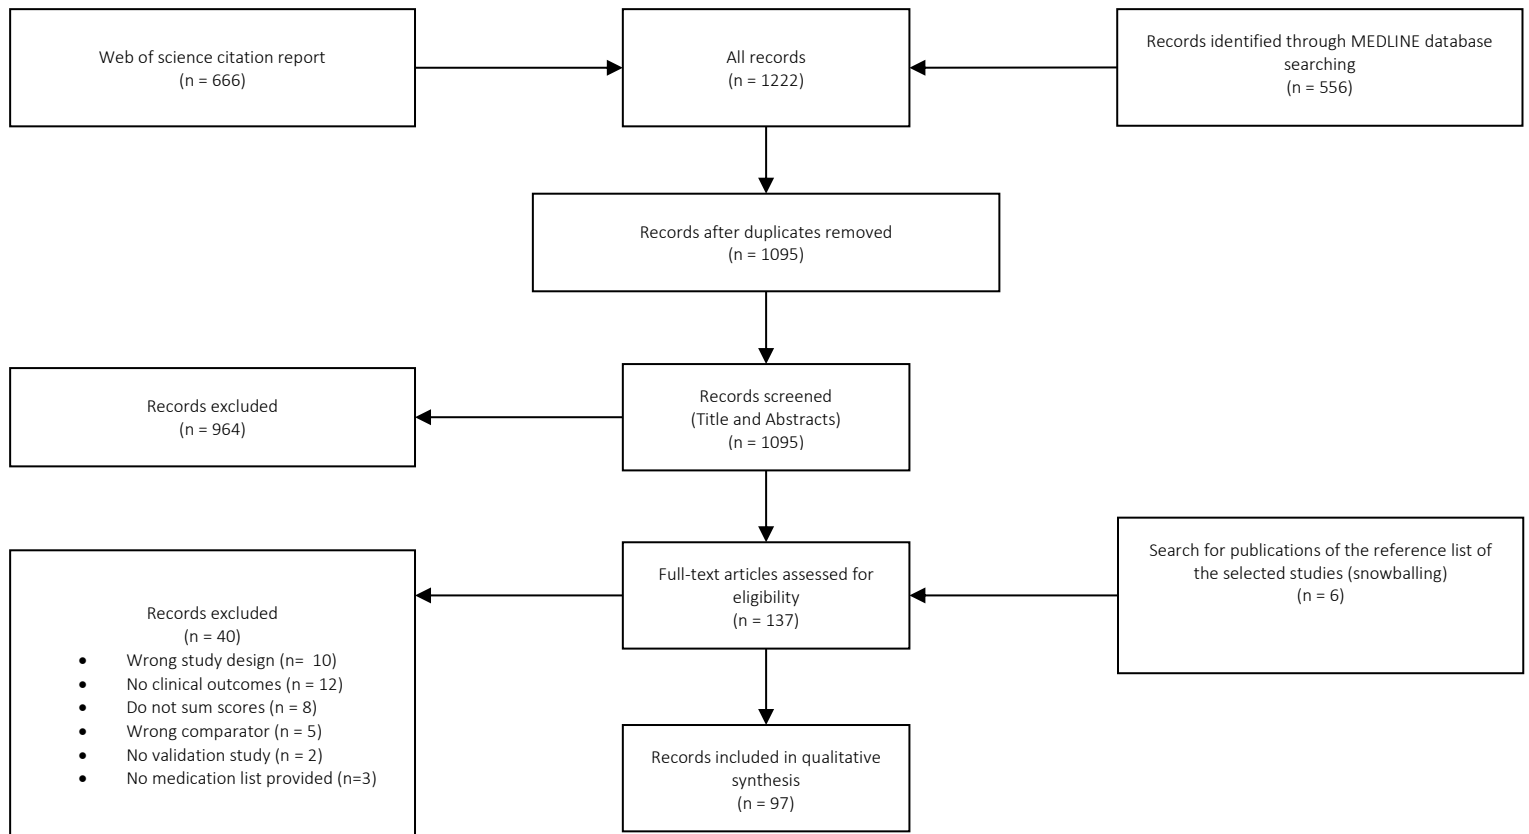 Web of science citation report
(n = 666)
All records
(n = 1222)
Records identified through MEDLINE database
searching
(n = 556)
Records after duplicates removed
(n = 1095)
Records excluded
(n = 964)
Records screened
(Title and Abstracts)
(n = 1095)
Full-text articles assessed for
eligibility
(n = 137)
Search for publications of the reference list of
the selected studies (snowballing)
(n = 6)
Records excluded
(n = 40)
• Wrong study design (n=  10)
• No clinical outcomes (n = 12)
• Do not sum scores (n = 8)
• Wrong comparator (n = 5)
• No validation study (n = 2)
• No medication list provided (n=3)
Records included in qualitative
synthesis
(n = 97)